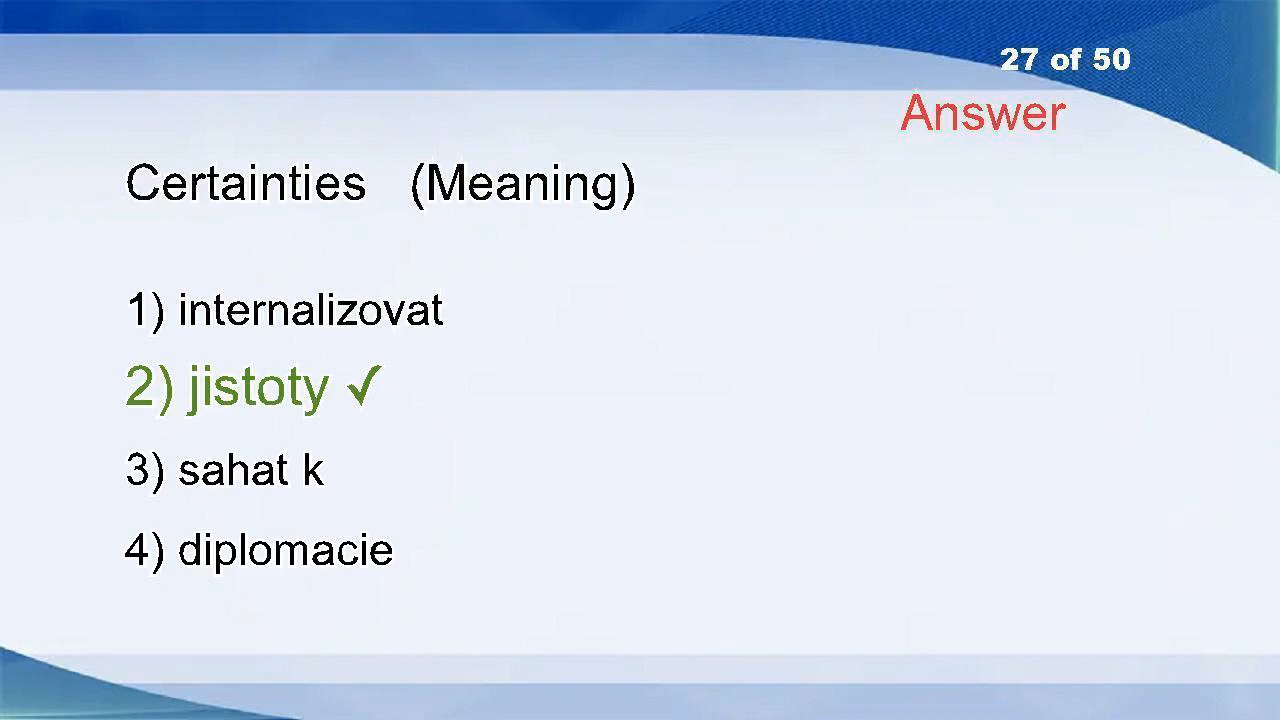 27 of 50
Answer
Certainties (Meaning)
1) internalizovat
2) jistoty ✓
3) sahat k
4) diplomacie